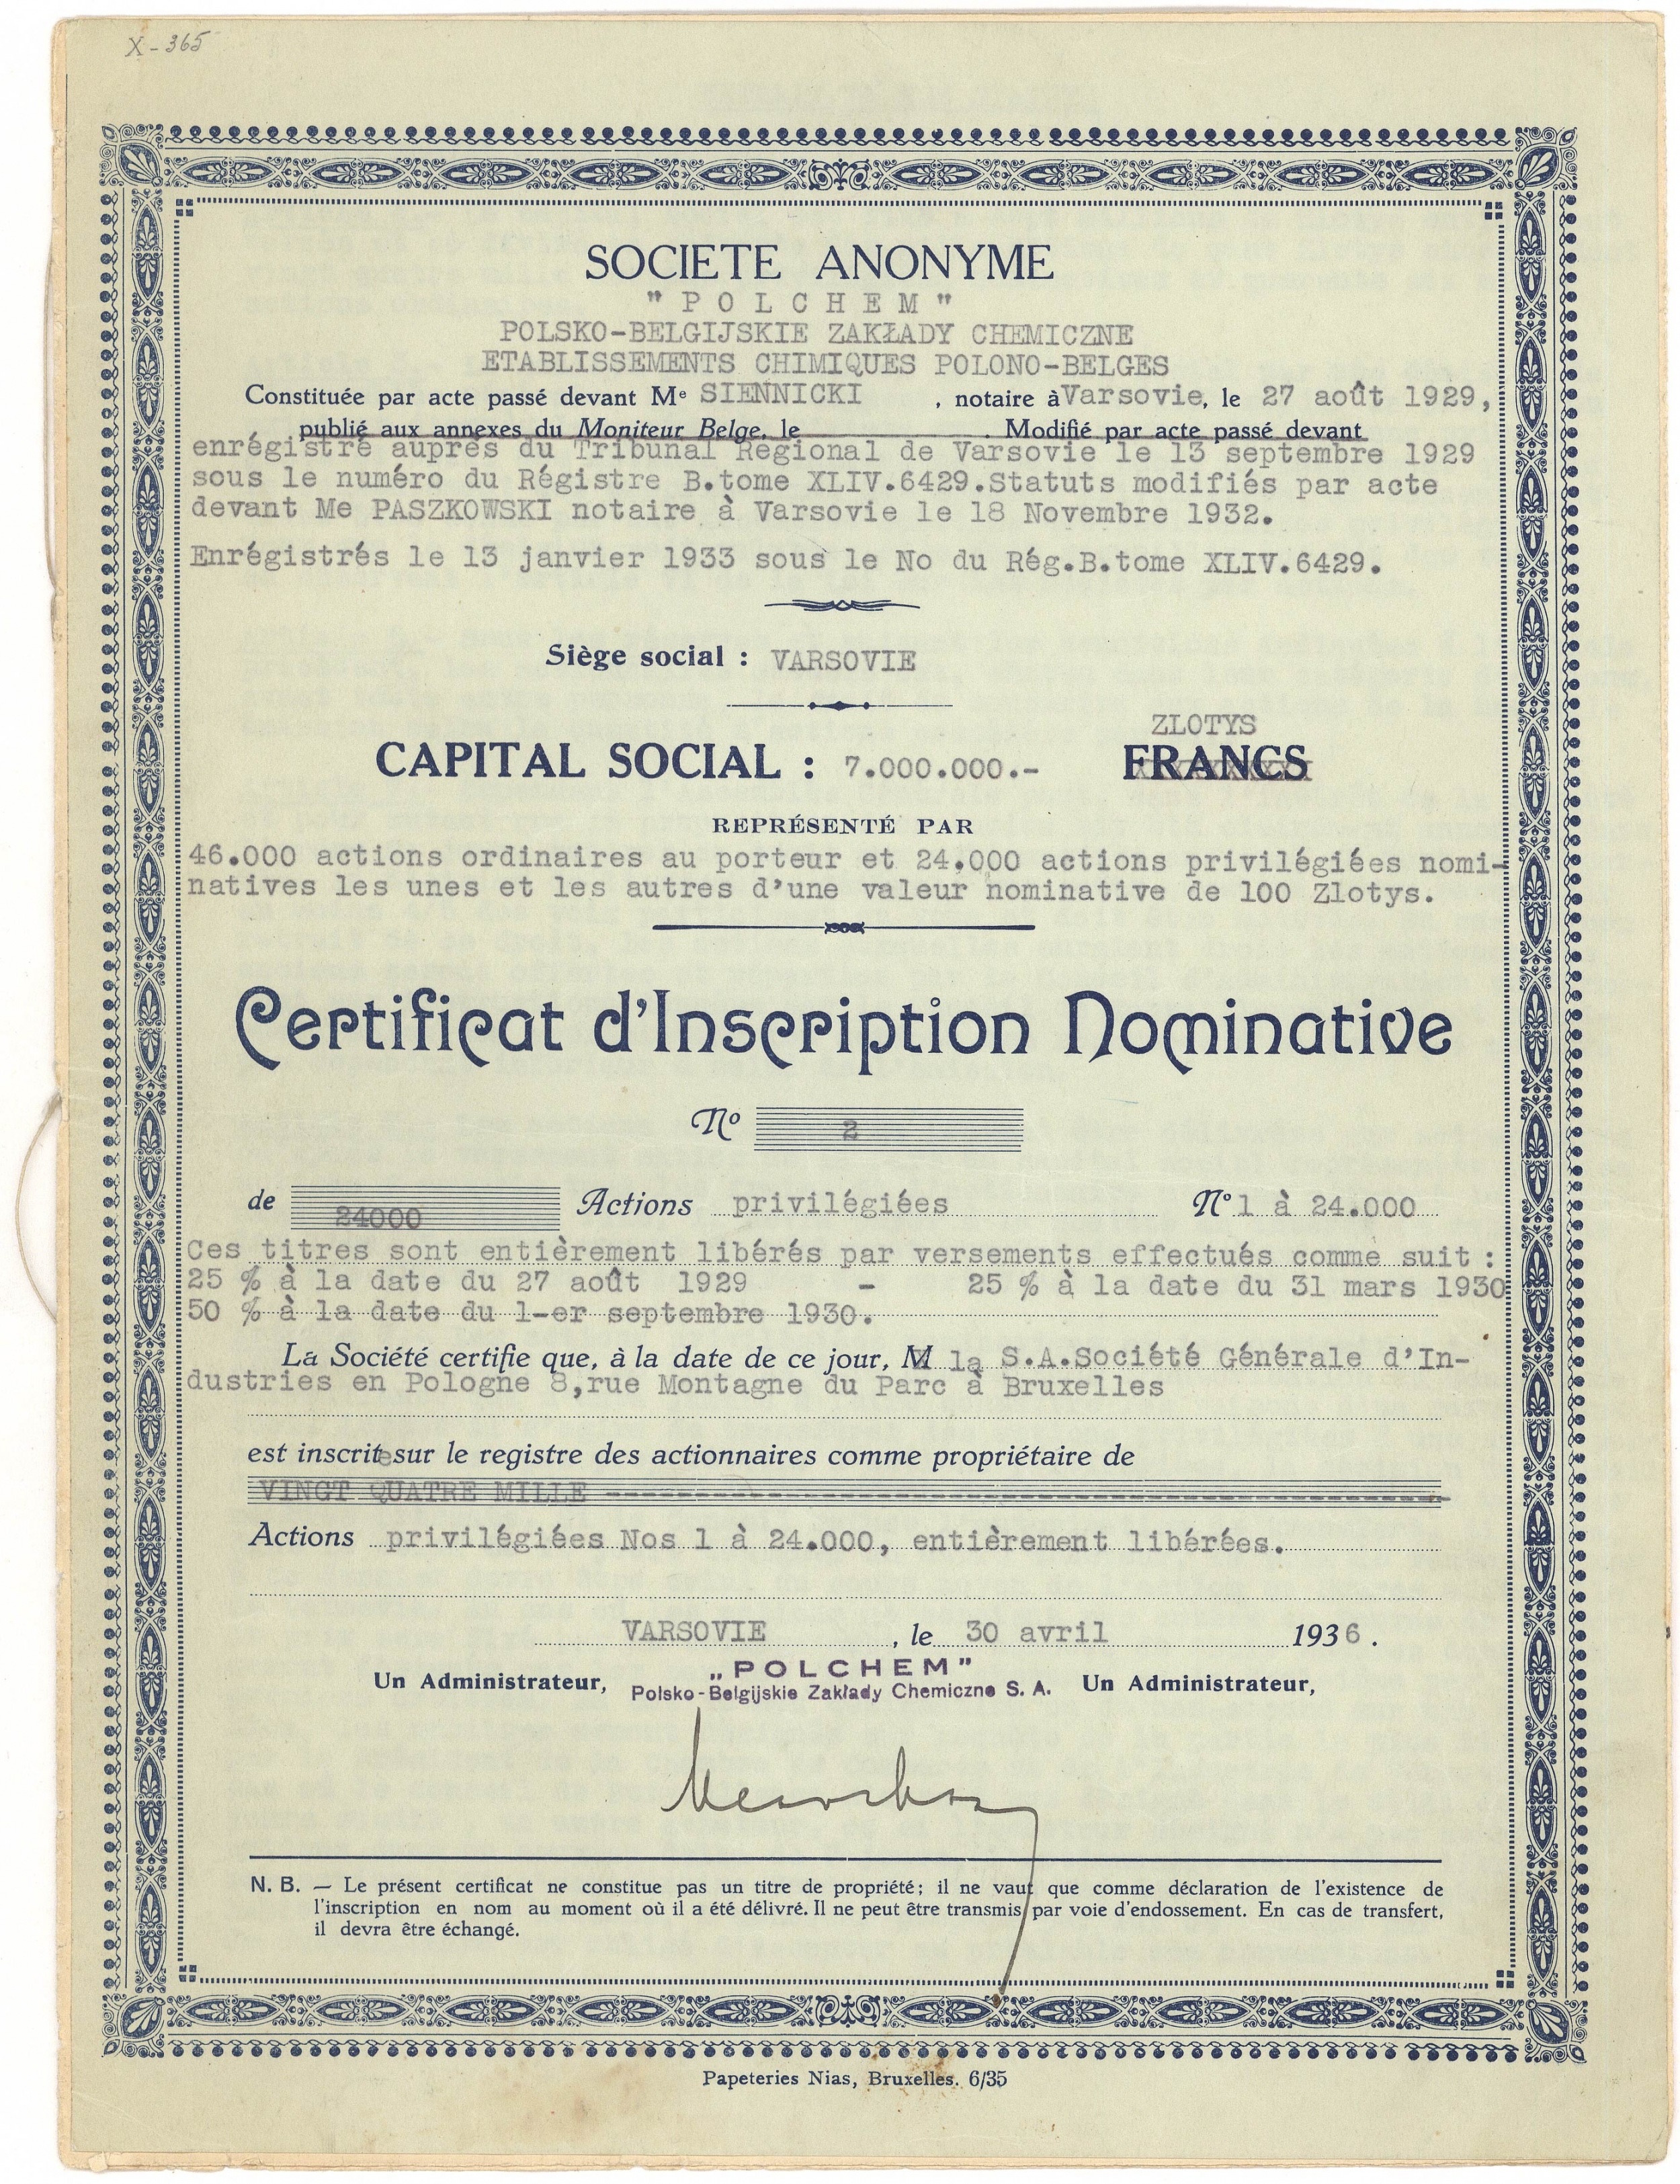 X-365
SOCIETE ANONYME
"POLCHEM"
POLSKO-BELGIJSKIE ZAKŁADY CHEMICZNE
ETABLISSEMENTS CHIMIQUES POLONO-BELGES
Constituée par acte passé devant Me SIENNICKI , notaire à Varsovie, le 27 août 1929,
publié aux annexes du Moniteur Belge, le . Modifié par acte passé devant
enrégistré auprès du Tribunal Régional de Varsovie le 13 septembre 1929
sous le numéro du Régistre B.tome XLIV.6429.Statuts modifiés par acte
devant Me PASZKOWSKI notaire à Varsovie le 18 Novembre 1932.
Enrégistrés le 13 janvier 1933 sous le No du Rég.B.tome XLIV.6429.
Siège social : VARSOVIE
ZLOTYS
CAPITAL SOCIAL : 7.000.000.- FRANCS
REPRÉSENTÉ PAR
46.000 actions ordinaires au porteur et 24.000 actions privilégiées nomi-
natives les unes et les autres d'une valeur nominative de 100 Zlotys.
Certificat d'Inscription Nominative
No 2
de 24000 Actions privilégiées No 1 à 24.000
Ces titres sont entièrement libérés par versements effectués comme suit :
25 % à la date du 27 août 1929 - 25 % à la date du 31 mars 1930
50 % à la date du 1-er septembre 1930.
La Société certifie que, à la date de ce jour, M la S.A.Société Générale d'In-
dustries en Pologne 8,rue Montagne du Parc à Bruxelles
est inscrite sur le registre des actionnaires comme propriétaire de
VINGT QUATRE MILLE ----------
Actions privilégiées Nos 1 à 24.000, entièrement libérées.
VARSOVIE , le 30 avril 1936.
Un Administrateur, „POLCHEM" Un Administrateur,
Polsko-Belgijskie Zakłady Chemiczne S. A.
N. B. — Le présent certificat ne constitue pas un titre de propriété; il ne vaut que comme déclaration de l'existence de
l'inscription en nom au moment où il a été délivré. Il ne peut être transmis par voie d'endossement. En cas de transfert,
il devra être échangé.
Papeteries Nias, Bruxelles. 6/35